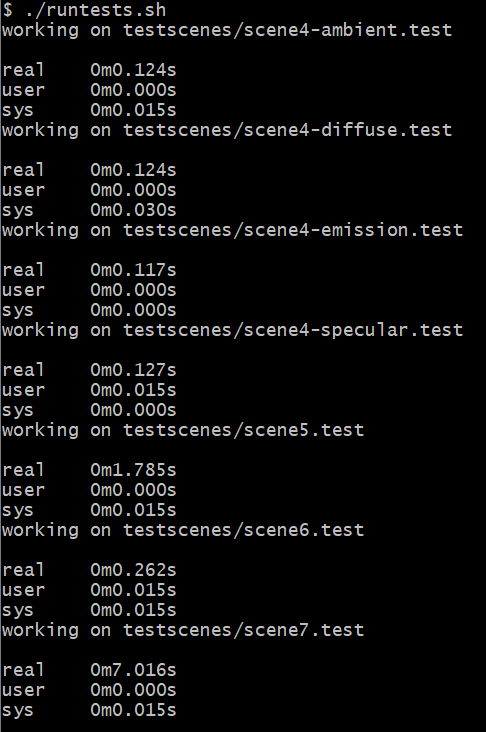 $ ./runtests.sh
working on testscenes/scene4-ambient.test
real 0m0.124s
user 0m0.000s
sys 0m0.015s
working on testscenes/scene4-diffuse.test
real 0m0.124s
user 0m0.000s
sys 0m0.030s
working on testscenes/scene4-emission.test
real 0m0.117s
user 0m0.000s
sys 0m0.000s
working on testscenes/scene4-specular.test
real 0m0.127s
user 0m0.015s
sys 0m0.000s
working on testscenes/scene5.test
real 0m1.785s
user 0m0.000s
sys 0m0.015s
working on testscenes/scene6.test
real 0m0.262s
user 0m0.015s
sys 0m0.015s
working on testscenes/scene7.test
real 0m7.016s
user 0m0.000s
sys 0m0.015s